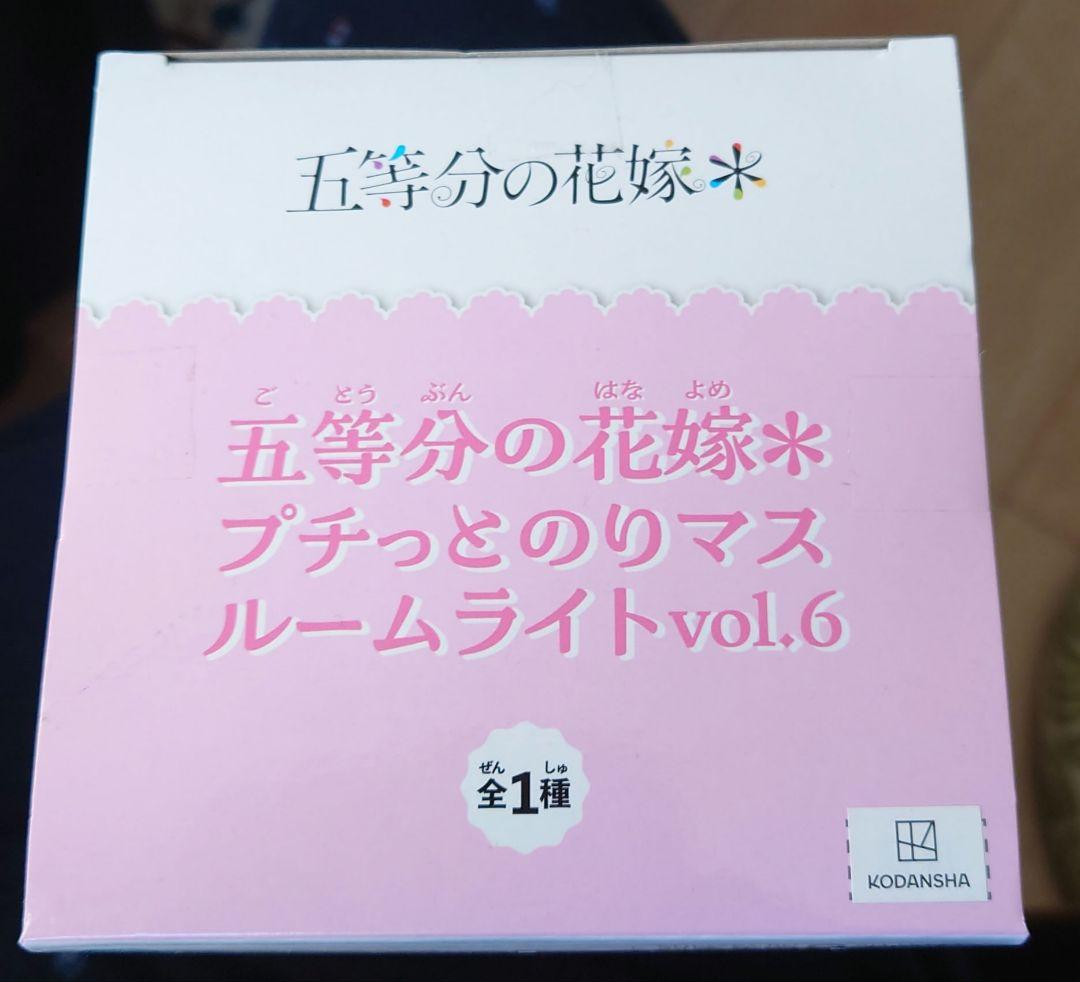 五等分の花嫁*
ご とう ぶん はな よめ
五等分の花嫁*
プチっとのりマス
ルームライトvol.6
ぜん しゅ
全1種
KODANSHA